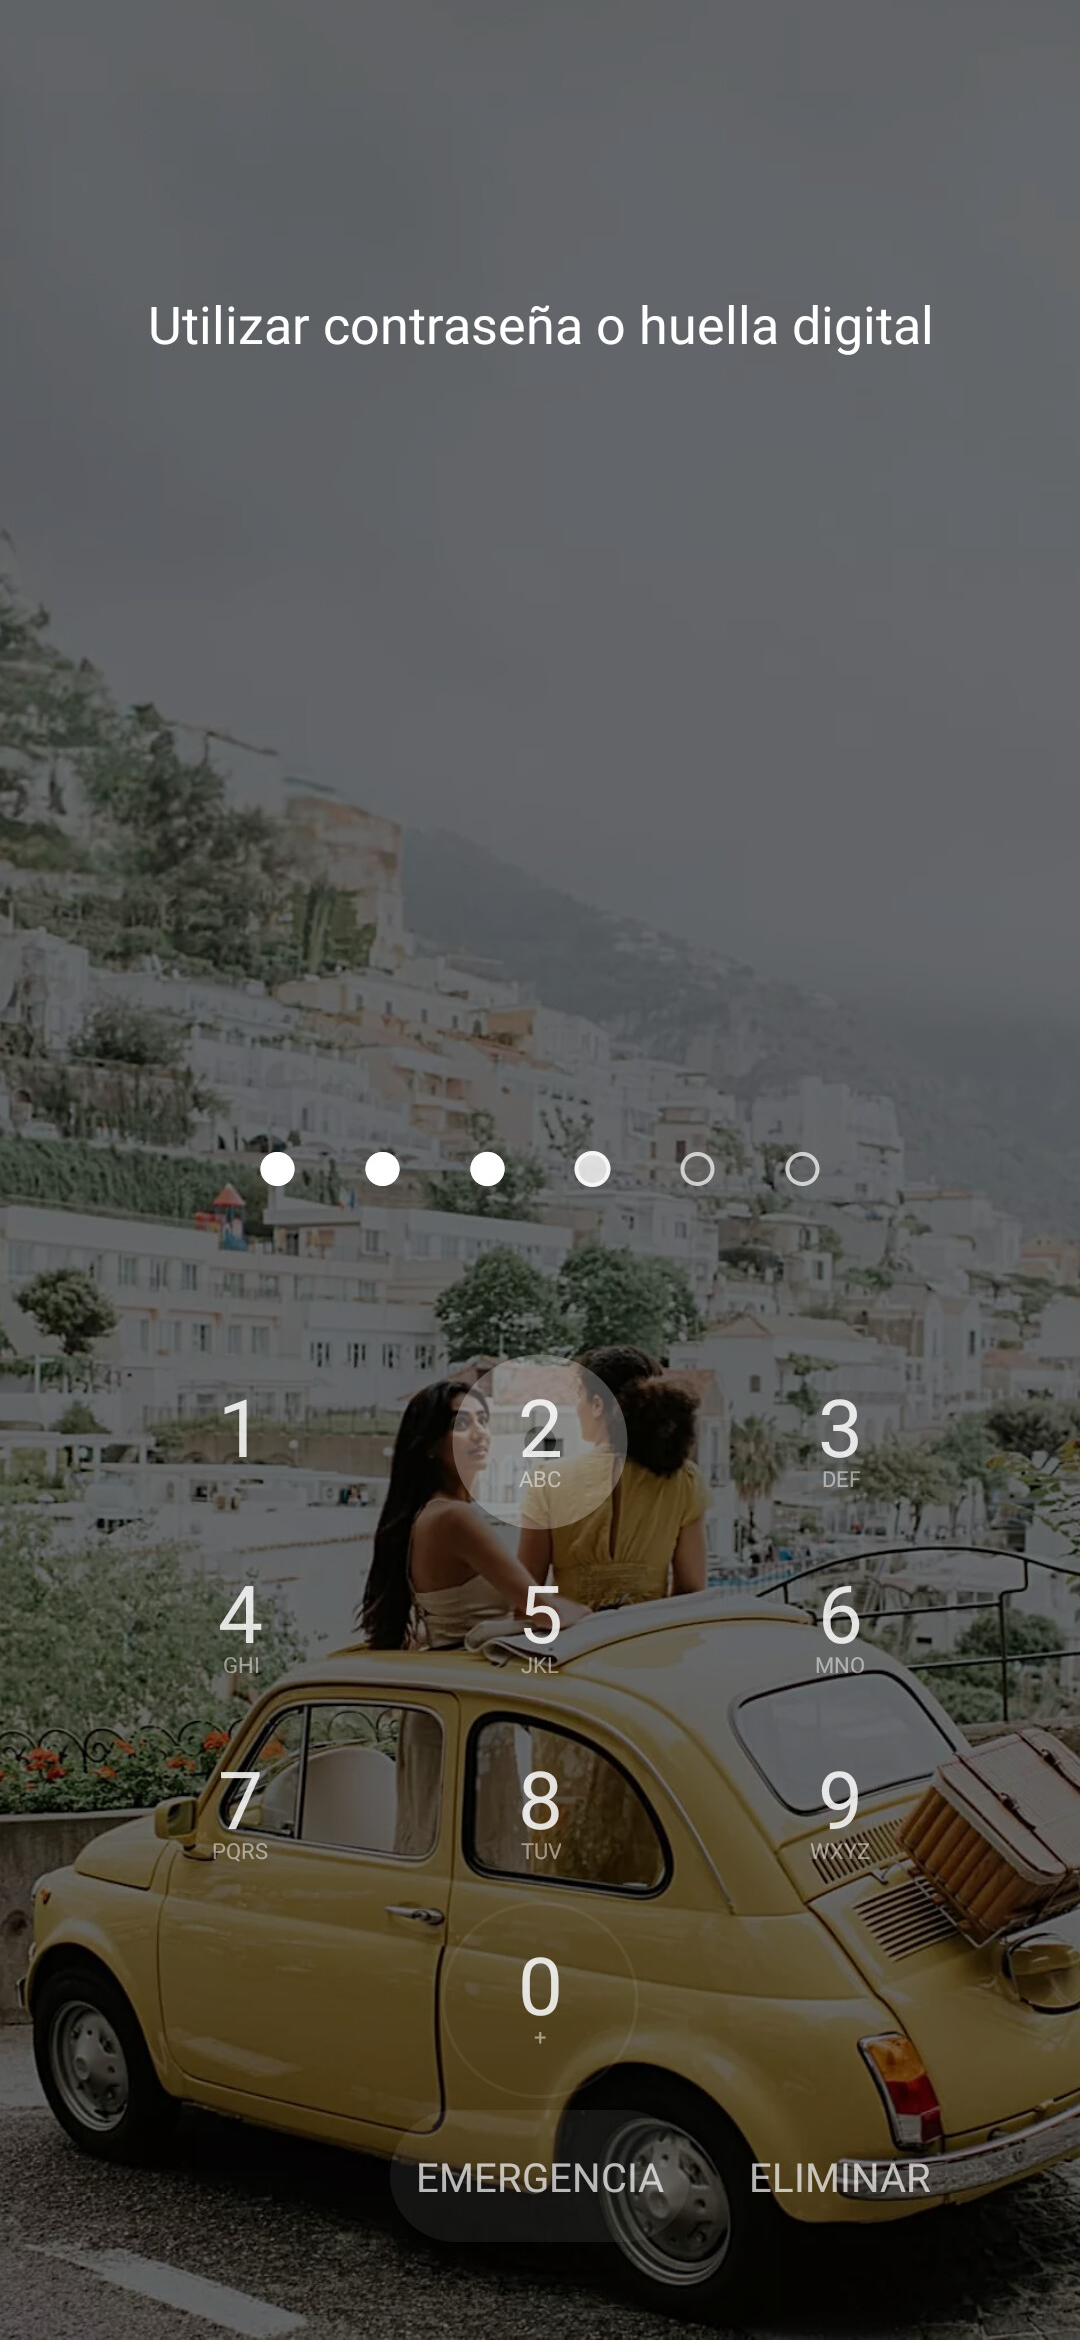 Utilizar contraseña o huella digital
1 2 3
ABC DEF
4 5 6
GHI JKL MNO
7 8 9
PQRS TUV WXYZ
0
+
EMERGENCIA ELIMINAR